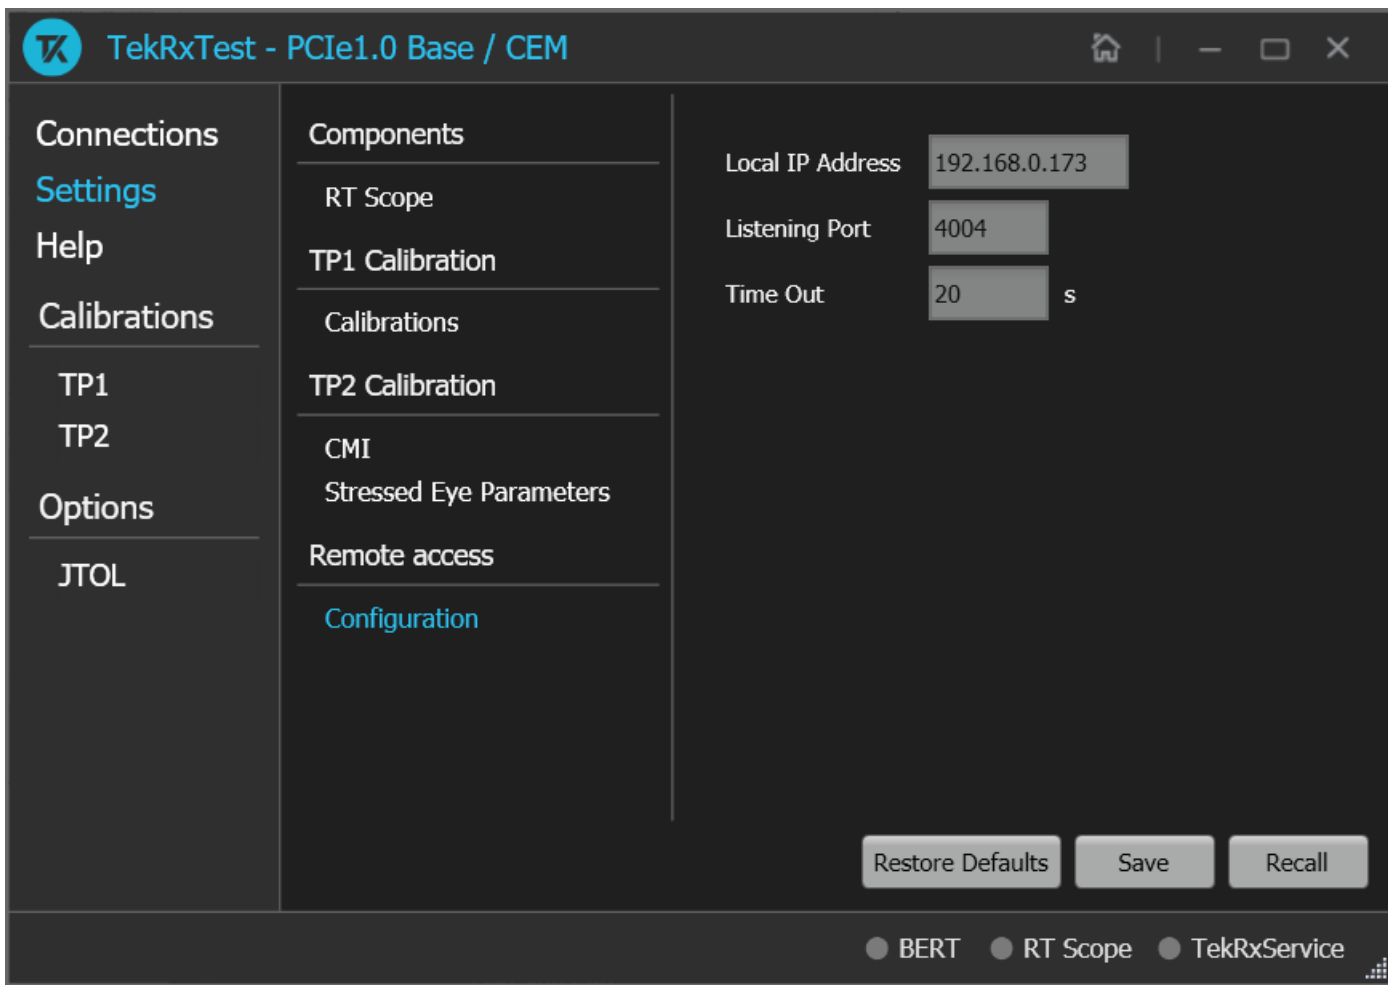 TekRxTest - PCIe1.0 Base / CEM
Connections
Settings
Help
Calibrations
TP1
TP2
Options
JTOL
Components
RT Scope
TP1 Calibration
Calibrations
TP2 Calibration
CMI
Stressed Eye Parameters
Remote access
Configuration
Local IP Address 192.168.0.173
Listening Port 4004
Time Out 20 s
Restore Defaults Save Recall
BERT RT Scope TekRxService